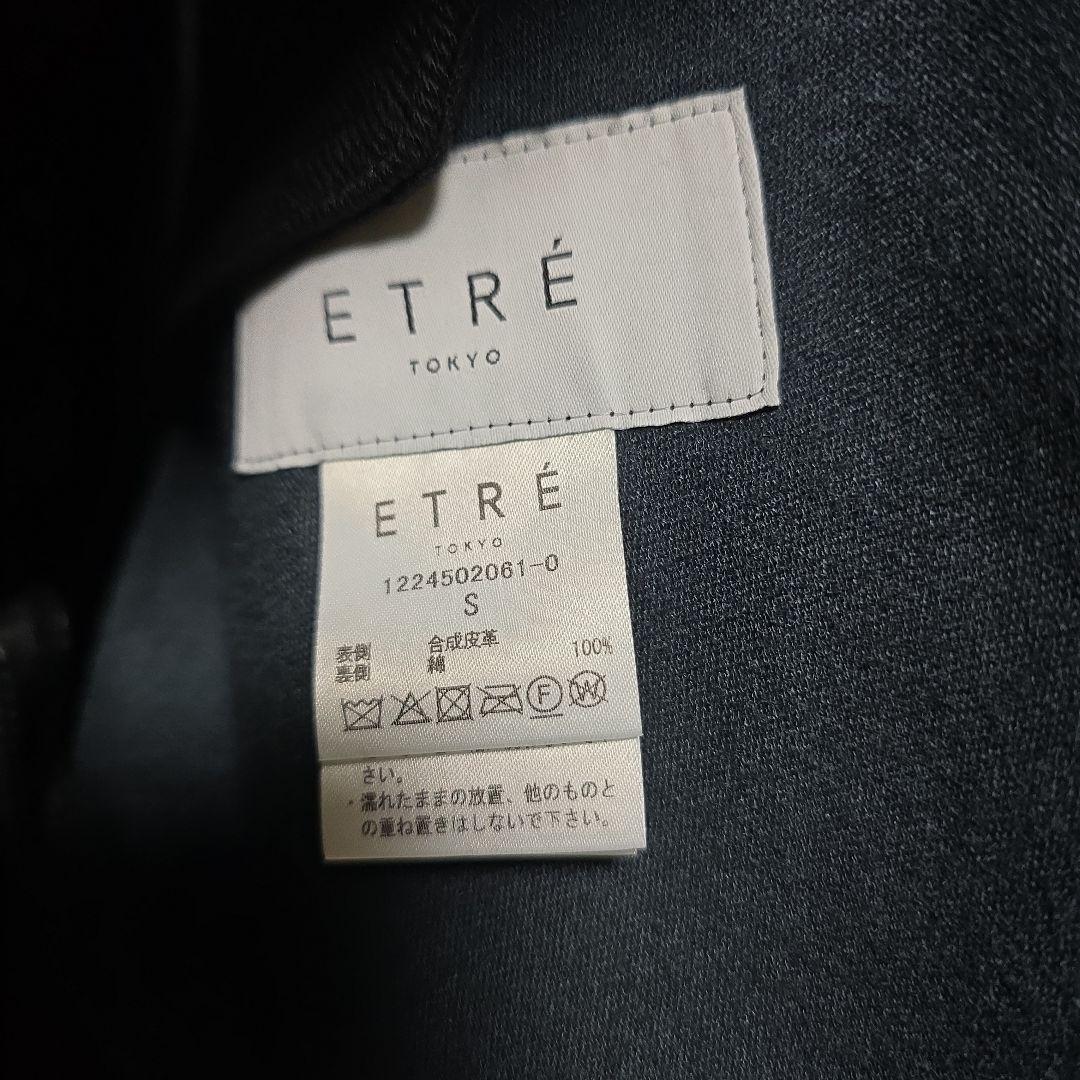 ETRÉ
TOKYO
ETRÉ
TOKYO
1224502061-0
S
表側 合成皮革
裏側 綿 100%
F W
さい。
・濡れたままの放置、他のものと
の重ね置きはしないで下さい。